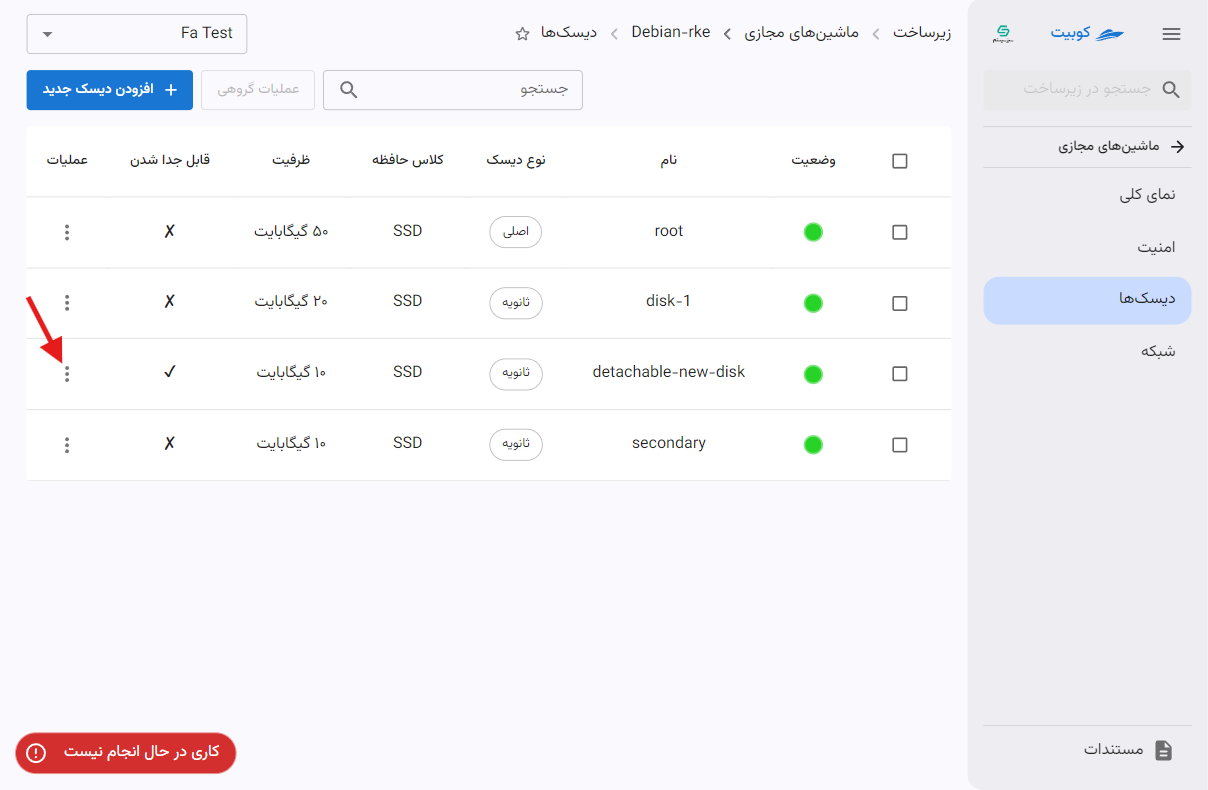 کوبیت
جستجو در زیرساخت
ماشین‌های مجازی
نمای کلی
امنیت
دیسک‌ها
شبکه
مستندات
زیرساخت > ماشین‌های مجازی > Debian-rke > دیسک‌ها
Fa Test
جستجو
عملیات گروهی
افزودن دیسک جدید +
وضعیت نام نوع دیسک کلاس حافظه ظرفیت قابل جدا شدن عملیات
root اصلی SSD ۵۰ گیگابایت ✗
disk-1 ثانویه SSD ۲۰ گیگابایت ✗
detachable-new-disk ثانویه SSD ۱۰ گیگابایت ✓
secondary ثانویه SSD ۱۰ گیگابایت ✗
کاری در حال انجام نیست